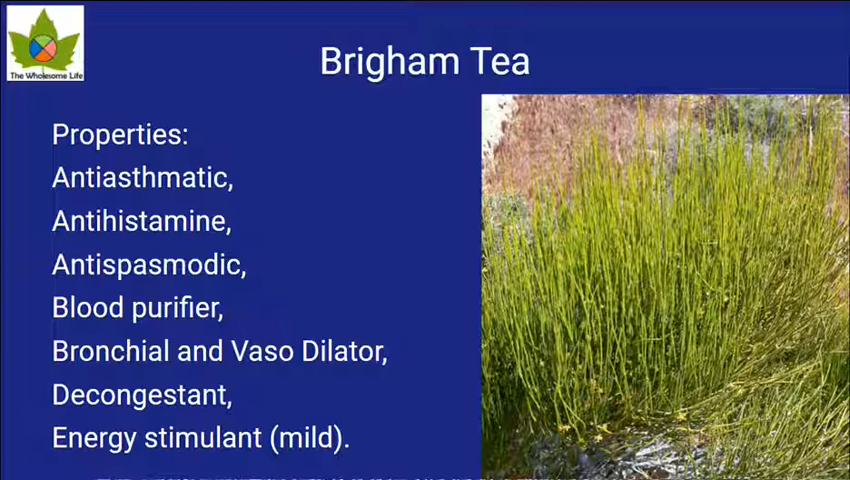 The Wholesome Life
Brigham Tea
Properties:
Antiasthmatic,
Antihistamine,
Antispasmodic,
Blood purifier,
Bronchial and Vaso Dilator,
Decongestant,
Energy stimulant (mild).